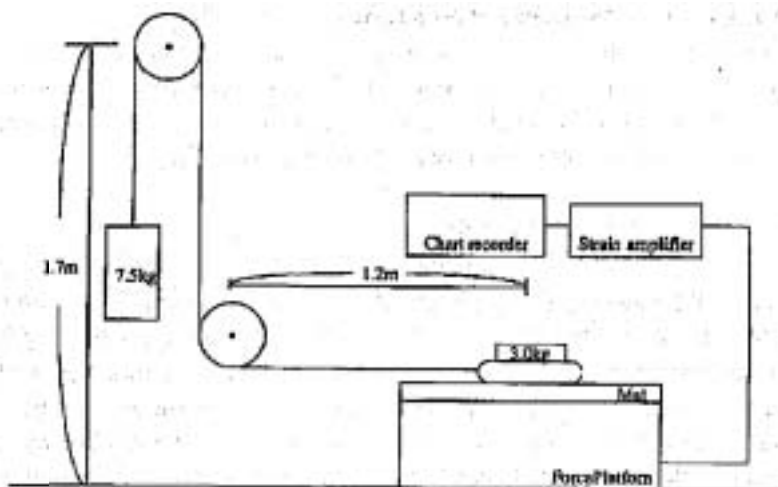 1.7m
7.5kg
Chart recorder
Strain amplifier
1.2m
3.0kg
Mat
ForcePlatform